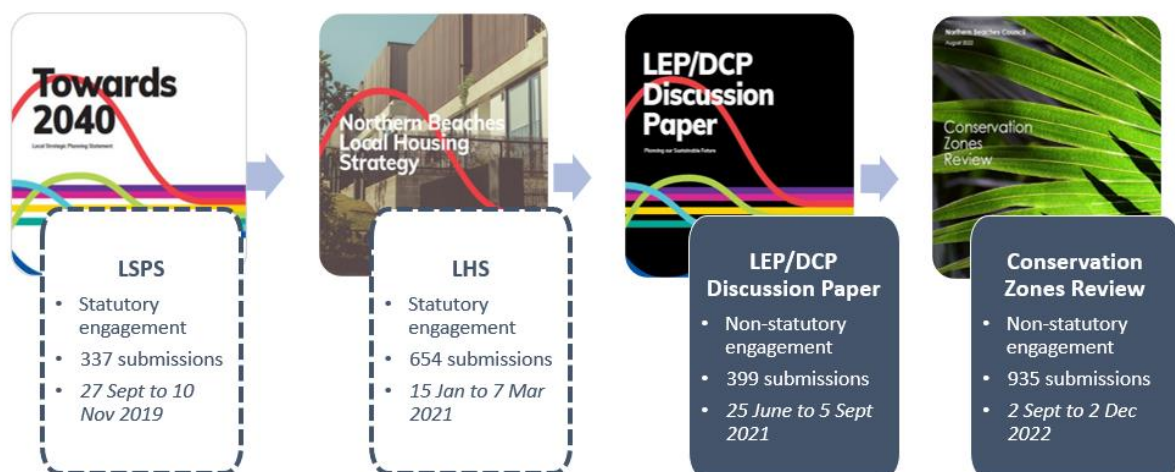 Towards
2040
Local Strategic Planning Statement
LSPS
• Statutory
engagement
• 337 submissions
• 27 Sept to 10
Nov 2019
Northern Beaches
Local Housing
Strategy
LHS
• Statutory
engagement
• 654 submissions
• 15 Jan to 7 Mar
2021
LEP/DCP
Discussion
Paper
Planning our Sustainable Future
LEP/DCP
Discussion Paper
• Non-statutory
engagement
• 399 submissions
• 25 June to 5 Sept
2021
Northern Beaches Council
August 2022
Conservation
Zones
Review
Conservation
Zones Review
• Non-statutory
engagement
• 935 submissions
• 2 Sept to 2 Dec
2022